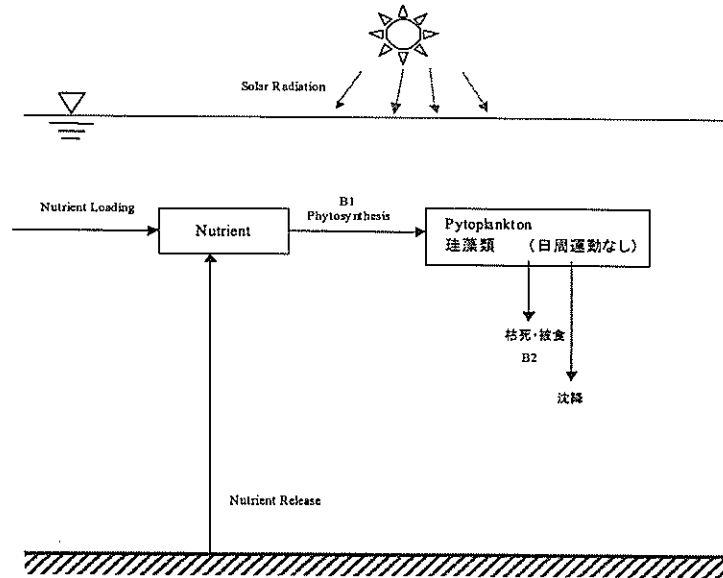 Solar Radiation
Nutrient Loading
Nutrient
B1
Phytosynthesis
Pytoplankton
珪藻類 (日周運動なし)
枯死・被食
B2
沈降
Nutrient Release